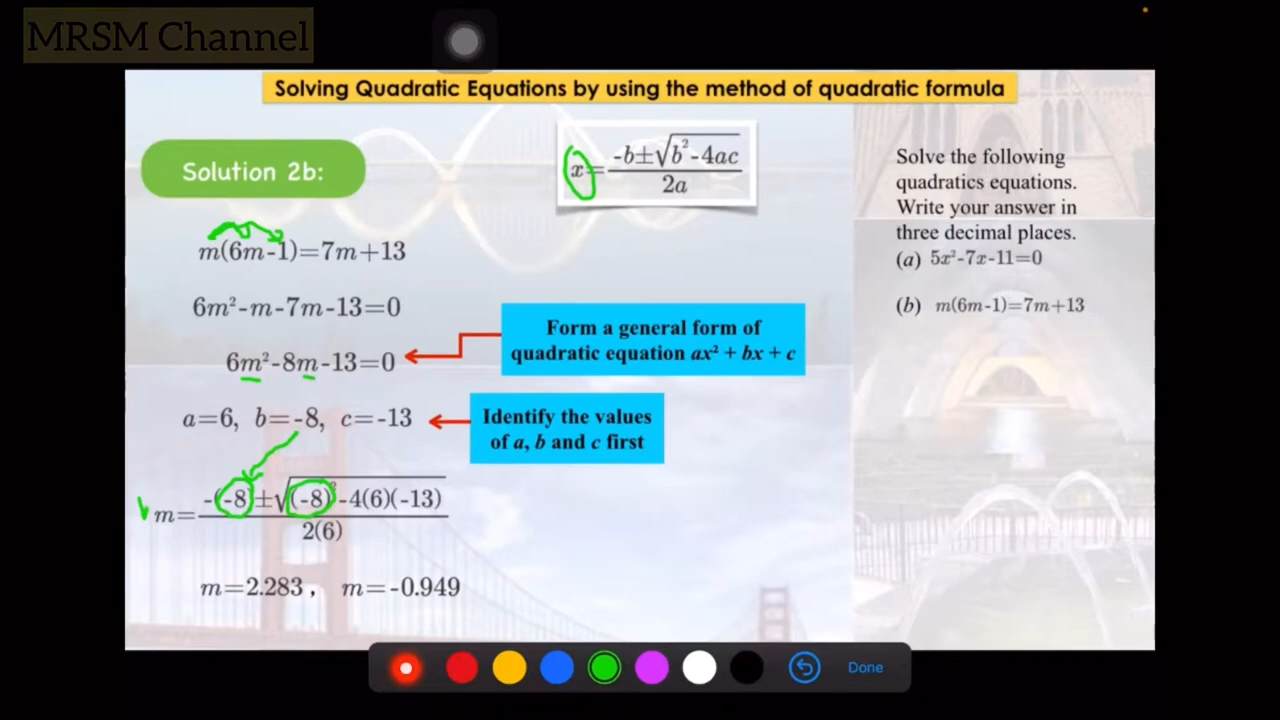 MRSM Channel
Solving Quadratic Equations by using the method of quadratic formula
Solution 2b:
x=(-b±√(b²-4ac))/2a
m(6m-1)=7m+13
6m²-m-7m-13=0
6m²-8m-13=0
Form a general form of
quadratic equation ax² + bx + c
a=6, b=-8, c=-13
Identify the values
of a, b and c first
m=(-(-8)±√((-8)²-4(6)(-13)))/2(6)
m=2.283 , m=-0.949
Solve the following
quadratics equations.
Write your answer in
three decimal places.
(a) 5x²-7x-11=0
(b) m(6m-1)=7m+13
Done